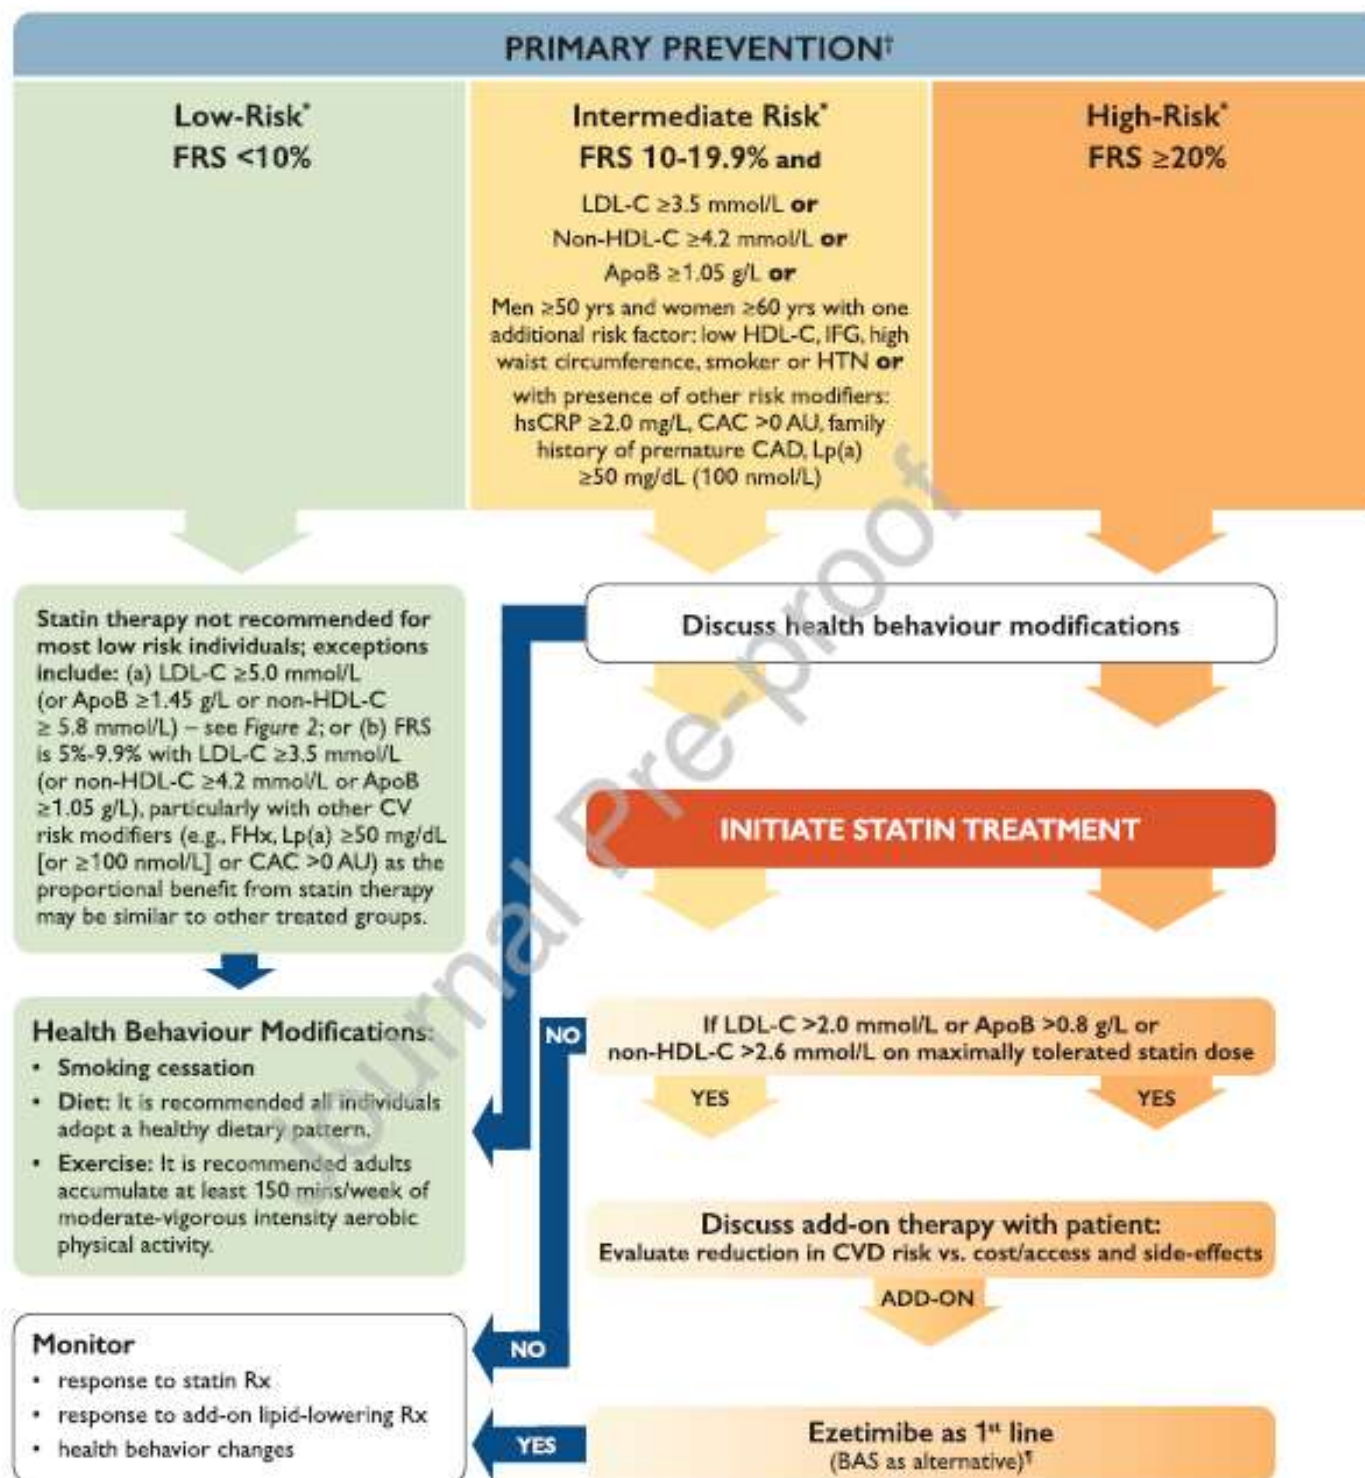 PRIMARY PREVENTION†
Low-Risk*
FRS <10%
Intermediate Risk*
FRS 10-19.9% and
LDL-C ≥3.5 mmol/L or
Non-HDL-C ≥4.2 mmol/L or
ApoB ≥1.05 g/L or
Men ≥50 yrs and women ≥60 yrs with one
additional risk factor: low HDL-C, IFG, high
waist circumference, smoker or HTN or
with presence of other risk modifiers:
hsCRP ≥2.0 mg/L, CAC >0 AU, family
history of premature CAD, Lp(a)
≥50 mg/dL (100 nmol/L)
High-Risk*
FRS ≥20%
Statin therapy not recommended for
most low risk individuals; exceptions
include: (a) LDL-C ≥5.0 mmol/L
(or ApoB ≥1.45 g/L or non-HDL-C
≥ 5.8 mmol/L) – see Figure 2; or (b) FRS
is 5%-9.9% with LDL-C ≥3.5 mmol/L
(or non-HDL-C ≥4.2 mmol/L or ApoB
≥1.05 g/L), particularly with other CV
risk modifiers (e.g., FHx, Lp(a) ≥50 mg/dL
[or ≥100 nmol/L] or CAC >0 AU) as the
proportional benefit from statin therapy
may be similar to other treated groups.
Health Behaviour Modifications:
• Smoking cessation
• Diet: It is recommended all individuals
adopt a healthy dietary pattern.
• Exercise: It is recommended adults
accumulate at least 150 mins/week of
moderate-vigorous intensity aerobic
physical activity.
Discuss health behaviour modifications
INITIATE STATIN TREATMENT
If LDL-C >2.0 mmol/L or ApoB >0.8 g/L or
non-HDL-C >2.6 mmol/L on maximally tolerated statin dose
NO
YES
YES
Discuss add-on therapy with patient:
Evaluate reduction in CVD risk vs. cost/access and side-effects
ADD-ON
NO
Monitor
• response to statin Rx
• response to add-on lipid-lowering Rx
• health behavior changes
YES
Ezetimibe as 1st line
(BAS as alternative)¶
Journal Pre-proof